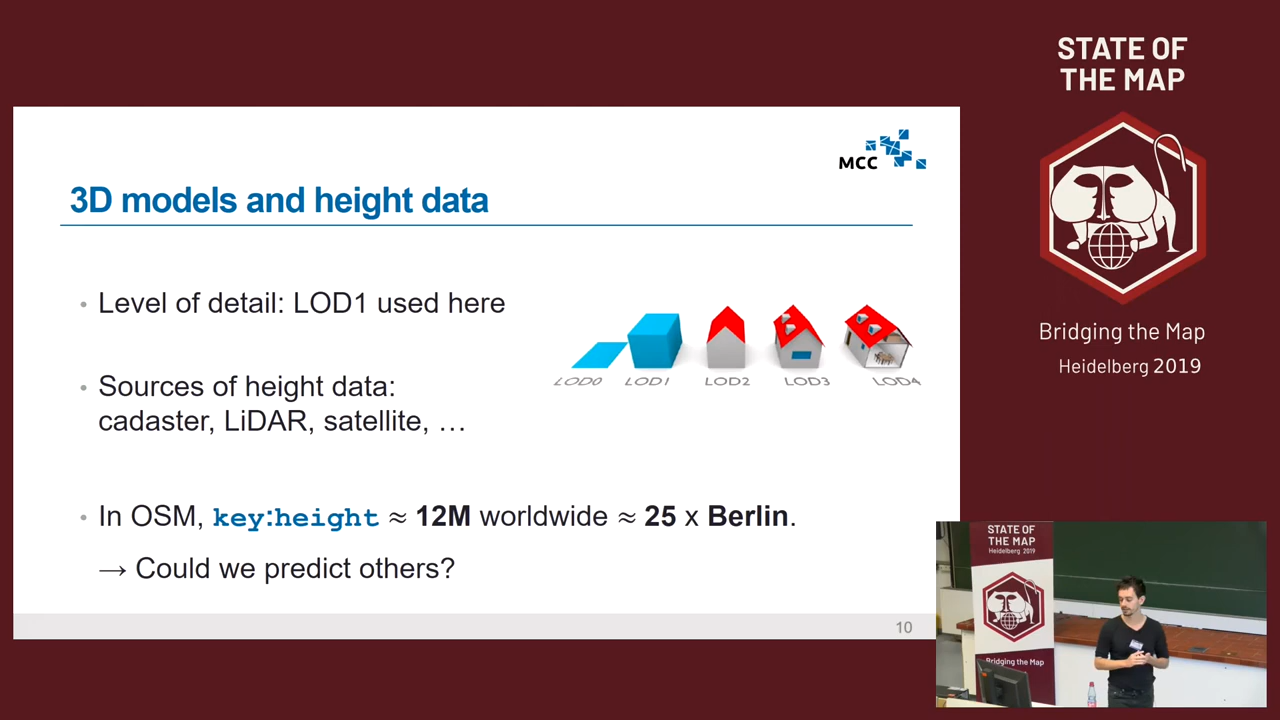 STATE OF
THE MAP
MCC
3D models and height data
• Level of detail: LOD1 used here
LOD0 LOD1 LOD2 LOD3 LOD4
• Sources of height data:
cadaster, LiDAR, satellite, …
• In OSM, key:height ≈ 12M worldwide ≈ 25 x Berlin.
→ Could we predict others?
10
Bridging the Map
Heidelberg 2019
STATE OF
THE MAP
Heidelberg 2019
Bridging the Map